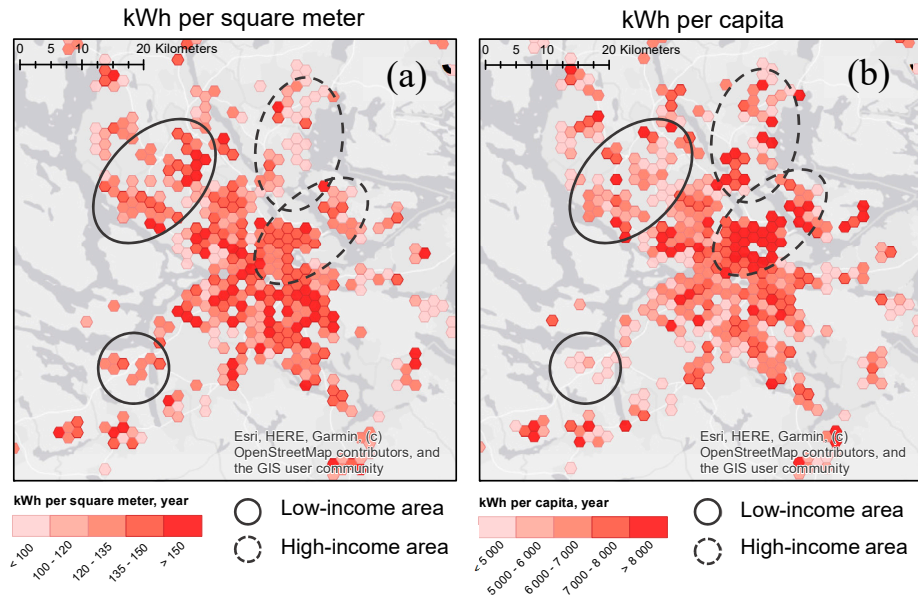 kWh per square meter
kWh per capita
0 5 10 20 Kilometers
(a)
Esri, HERE, Garmin, (c)
OpenStreetMap contributors, and
the GIS user community
0 5 10 20 Kilometers
(b)
Esri, HERE, Garmin, (c)
OpenStreetMap contributors, and
the GIS user community
kWh per square meter, year
< 100
100 - 120
120 - 135
135 - 150
> 150
Low-income area
High-income area
kWh per capita, year
< 5 000
5 000 - 6 000
6 000 - 7 000
7 000 - 8 000
> 8 000
Low-income area
High-income area